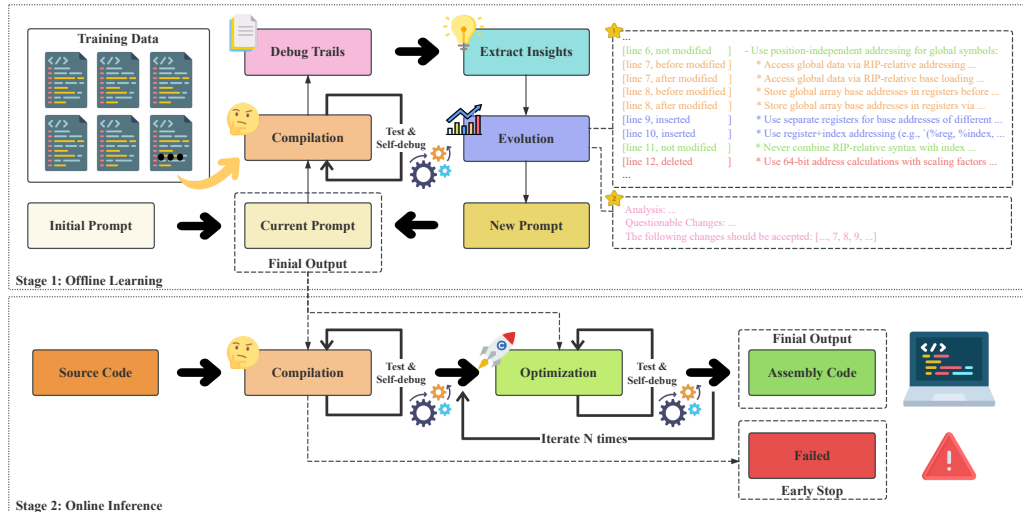 Training Data
Debug Trails
Extract Insights
Compilation
Test &
Self-debug
Evolution
Initial Prompt
Current Prompt
New Prompt
Finial Output
Stage 1: Offline Learning
1
...
[line 6, not modified ] - Use position-independent addressing for global symbols:
[line 7, before modified ] * Access global data via RIP-relative addressing ...
[line 7, after modified ] * Access global data via RIP-relative base loading ...
[line 8, before modified ] * Store global array base addresses in registers before ...
[line 8, after modified ] * Store global array base addresses in registers via ...
[line 9, inserted ] * Use separate registers for base addresses of different ...
[line 10, inserted ] * Use register+index addressing (e.g., `(%reg, %index, ...
[line 11, not modified ] * Never combine RIP-relative syntax with index ...
[line 12, deleted ] * Use 64-bit address calculations with scaling factors ...
...
2
Analysis: ...
Questionable Changes: ...
The following changes should be accepted: [..., 7, 8, 9, ...]
Source Code
Compilation
Test &
Self-debug
Optimization
Test &
Self-debug
Iterate N times
Finial Output
Assembly Code
Failed
Early Stop
Stage 2: Online Inference